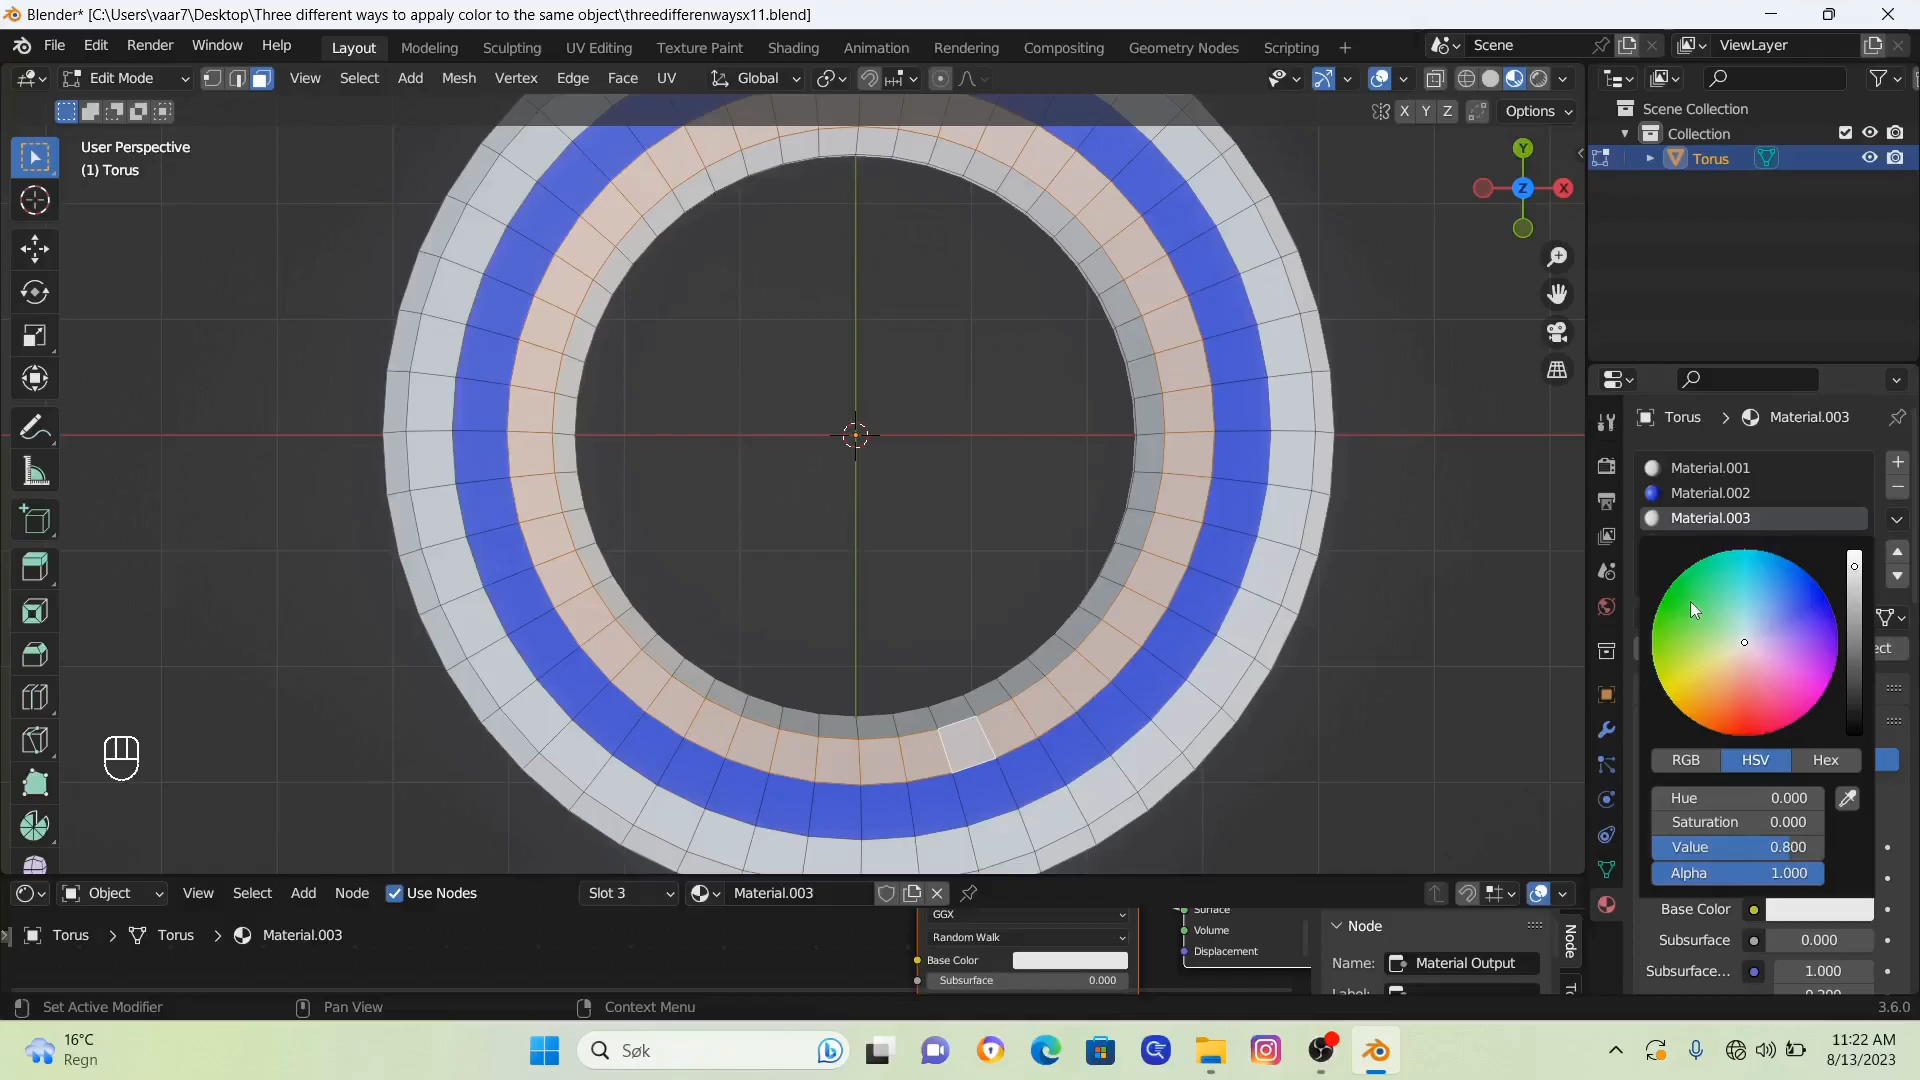 Blender* [C:\Users\vaar7\Desktop\Three different ways to appaly color to the same object\threedifferenwaysx11.blend]
File Edit Render Window Help Layout Modeling Sculpting UV Editing Texture Paint Shading Animation Rendering Compositing Geometry Nodes Scripting + Scene ViewLayer
Edit Mode View Select Add Mesh Vertex Edge Face UV Global
X Y Z Options
User Perspective
(1) Torus
Y
Z X
Scene Collection
Collection
Torus
Torus > Material.003
Material.001
Material.002
Material.003
ect
RGB HSV Hex
Hue 0.000
Saturation 0.000
Value 0.800
Alpha 1.000
Base Color
Subsurface 0.000
Subsurface... 1.000
Object View Select Add Node Use Nodes Slot 3 Material.003
Torus > Torus > Material.003
GGX
Random Walk
Base Color
Subsurface 0.000
Surface
Volume
Displacement
Node
Name: Material Output
Label:
Node
To
Set Active Modifier Pan View Context Menu 3.6.0
16°C
Regn
Søk
11:22 AM
8/13/2023